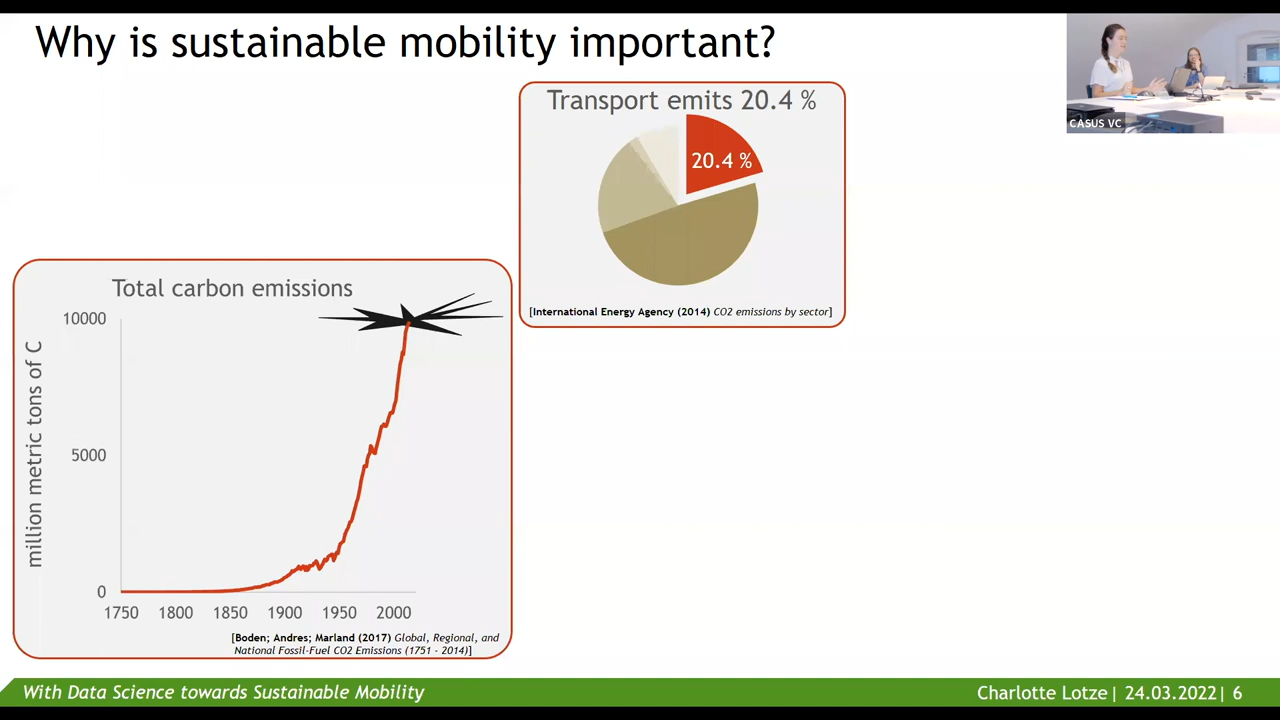 Why is sustainable mobility important?
CASUS VC
Transport emits 20.4 %
20.4 %
[International Energy Agency (2014) CO2 emissions by sector]
Total carbon emissions
million metric tons of C
10000
5000
0
1750 1800 1850 1900 1950 2000
[Boden; Andres; Marland (2017) Global, Regional, and
National Fossil-Fuel CO2 Emissions (1751 - 2014)]
With Data Science towards Sustainable Mobility
Charlotte Lotze| 24.03.2022| 6